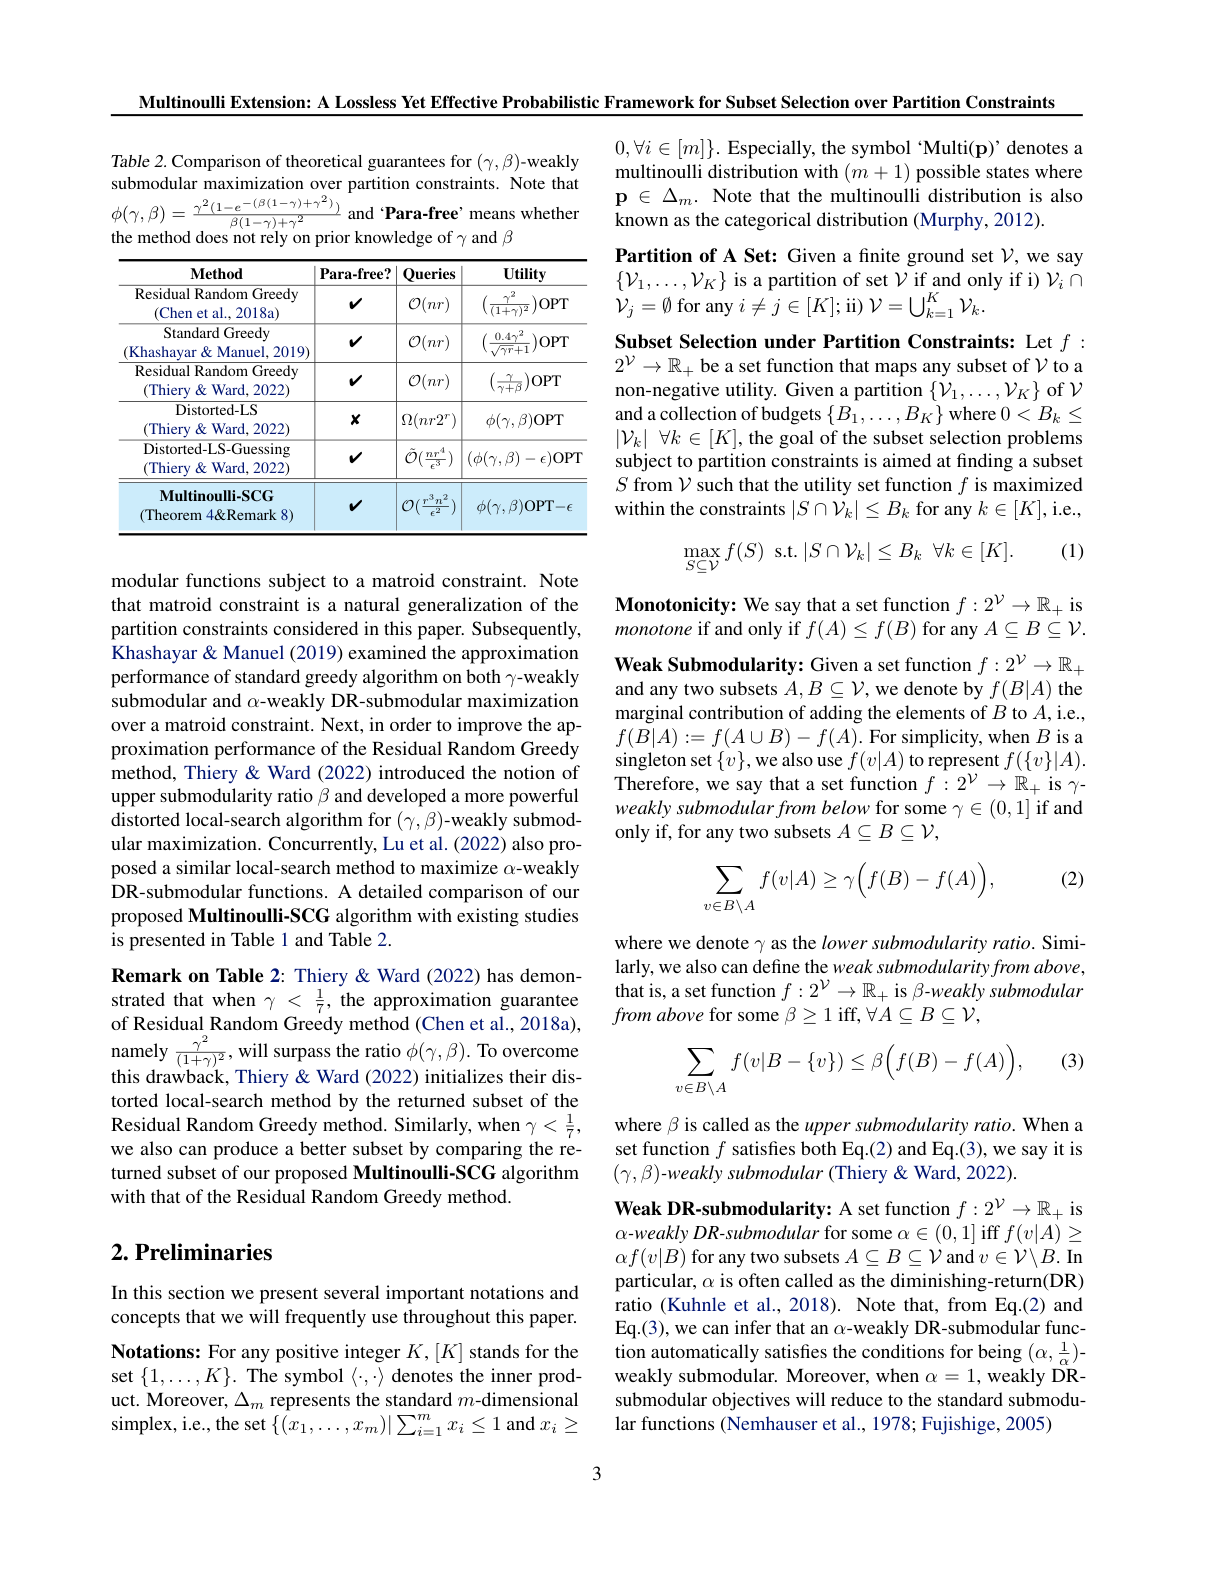 Multinoulli Extension: A Lossless Yet Effective Probabilistic Framework for Subset Selection over Partition Constraints
Table 2. Comparison of theoretical guarantees for (γ, β)-weakly
submodular maximization over partition constraints. Note that
ϕ(γ, β) = γ²(1−e^{−(β(1−γ)+γ²)}) / (β(1−γ)+γ²) and ‘Para-free’ means whether
the method does not rely on prior knowledge of γ and β
Method | Para-free? | Queries | Utility
Residual Random Greedy (Chen et al., 2018a) | ✔ | O(nr) | (γ²/(1+γ)²)OPT
Standard Greedy (Khashayar & Manuel, 2019) | ✔ | O(nr) | (0.4γ²/(√(γr)+1))OPT
Residual Random Greedy (Thiery & Ward, 2022) | ✔ | O(nr) | (γ/(γ+β))OPT
Distorted-LS (Thiery & Ward, 2022) | ✘ | Ω(nr2^r) | ϕ(γ, β)OPT
Distorted-LS-Guessing (Thiery & Ward, 2022) | ✔ | Õ(nr⁴/ϵ³) | (ϕ(γ, β) − ϵ)OPT
Multinoulli-SCG (Theorem 4&Remark 8) | ✔ | O(r³n²/ϵ²) | ϕ(γ, β)OPT−ϵ
modular functions subject to a matroid constraint. Note
that matroid constraint is a natural generalization of the
partition constraints considered in this paper. Subsequently,
Khashayar & Manuel (2019) examined the approximation
performance of standard greedy algorithm on both γ-weakly
submodular and α-weakly DR-submodular maximization
over a matroid constraint. Next, in order to improve the ap-
proximation performance of the Residual Random Greedy
method, Thiery & Ward (2022) introduced the notion of
upper submodularity ratio β and developed a more powerful
distorted local-search algorithm for (γ, β)-weakly submod-
ular maximization. Concurrently, Lu et al. (2022) also pro-
posed a similar local-search method to maximize α-weakly
DR-submodular functions. A detailed comparison of our
proposed Multinoulli-SCG algorithm with existing studies
is presented in Table 1 and Table 2.
Remark on Table 2: Thiery & Ward (2022) has demon-
strated that when γ < 1/7, the approximation guarantee
of Residual Random Greedy method (Chen et al., 2018a),
namely γ²/(1+γ)², will surpass the ratio ϕ(γ, β). To overcome
this drawback, Thiery & Ward (2022) initializes their dis-
torted local-search method by the returned subset of the
Residual Random Greedy method. Similarly, when γ < 1/7,
we also can produce a better subset by comparing the re-
turned subset of our proposed Multinoulli-SCG algorithm
with that of the Residual Random Greedy method.
2. Preliminaries
In this section we present several important notations and
concepts that we will frequently use throughout this paper.
Notations: For any positive integer K, [K] stands for the
set {1, . . . , K}. The symbol ⟨·, ·⟩ denotes the inner prod-
uct. Moreover, Δ_m represents the standard m-dimensional
simplex, i.e., the set {(x₁, . . . , x_m)| ∑_{i=1}^m x_i ≤ 1 and x_i ≥
0, ∀i ∈ [m]}. Especially, the symbol ‘Multi(p)’ denotes a
multinoulli distribution with (m + 1) possible states where
p ∈ Δ_m. Note that the multinoulli distribution is also
known as the categorical distribution (Murphy, 2012).
Partition of A Set: Given a finite ground set V, we say
{V₁, . . . , V_K} is a partition of set V if and only if i) V_i ∩
V_j = ∅ for any i ≠ j ∈ [K]; ii) V = ⋃_{k=1}^K V_k.
Subset Selection under Partition Constraints: Let f :
2^V → ℝ₊ be a set function that maps any subset of V to a
non-negative utility. Given a partition {V₁, . . . , V_K} of V
and a collection of budgets {B₁, . . . , B_K} where 0 < B_k ≤
|V_k| ∀k ∈ [K], the goal of the subset selection problems
subject to partition constraints is aimed at finding a subset
S from V such that the utility set function f is maximized
within the constraints |S ∩ V_k| ≤ B_k for any k ∈ [K], i.e.,
max_{S⊆V} f(S) s.t. |S ∩ V_k| ≤ B_k ∀k ∈ [K]. (1)
Monotonicity: We say that a set function f : 2^V → ℝ₊ is
monotone if and only if f(A) ≤ f(B) for any A ⊆ B ⊆ V.
Weak Submodularity: Given a set function f : 2^V → ℝ₊
and any two subsets A, B ⊆ V, we denote by f(B|A) the
marginal contribution of adding the elements of B to A, i.e.,
f(B|A) := f(A ∪ B) − f(A). For simplicity, when B is a
singleton set {v}, we also use f(v|A) to represent f({v}|A).
Therefore, we say that a set function f : 2^V → ℝ₊ is γ-
weakly submodular from below for some γ ∈ (0, 1] if and
only if, for any two subsets A ⊆ B ⊆ V,
∑_{v∈B∖A} f(v|A) ≥ γ(f(B) − f(A)), (2)
where we denote γ as the lower submodularity ratio. Simi-
larly, we also can define the weak submodularity from above,
that is, a set function f : 2^V → ℝ₊ is β-weakly submodular
from above for some β ≥ 1 iff, ∀A ⊆ B ⊆ V,
∑_{v∈B∖A} f(v|B − {v}) ≤ β(f(B) − f(A)), (3)
where β is called as the upper submodularity ratio. When a
set function f satisfies both Eq.(2) and Eq.(3), we say it is
(γ, β)-weakly submodular (Thiery & Ward, 2022).
Weak DR-submodularity: A set function f : 2^V → ℝ₊ is
α-weakly DR-submodular for some α ∈ (0, 1] iff f(v|A) ≥
αf(v|B) for any two subsets A ⊆ B ⊆ V and v ∈ V∖B. In
particular, α is often called as the diminishing-return(DR)
ratio (Kuhnle et al., 2018). Note that, from Eq.(2) and
Eq.(3), we can infer that an α-weakly DR-submodular func-
tion automatically satisfies the conditions for being (α, 1/α)-
weakly submodular. Moreover, when α = 1, weakly DR-
submodular objectives will reduce to the standard submodu-
lar functions (Nemhauser et al., 1978; Fujishige, 2005)
3